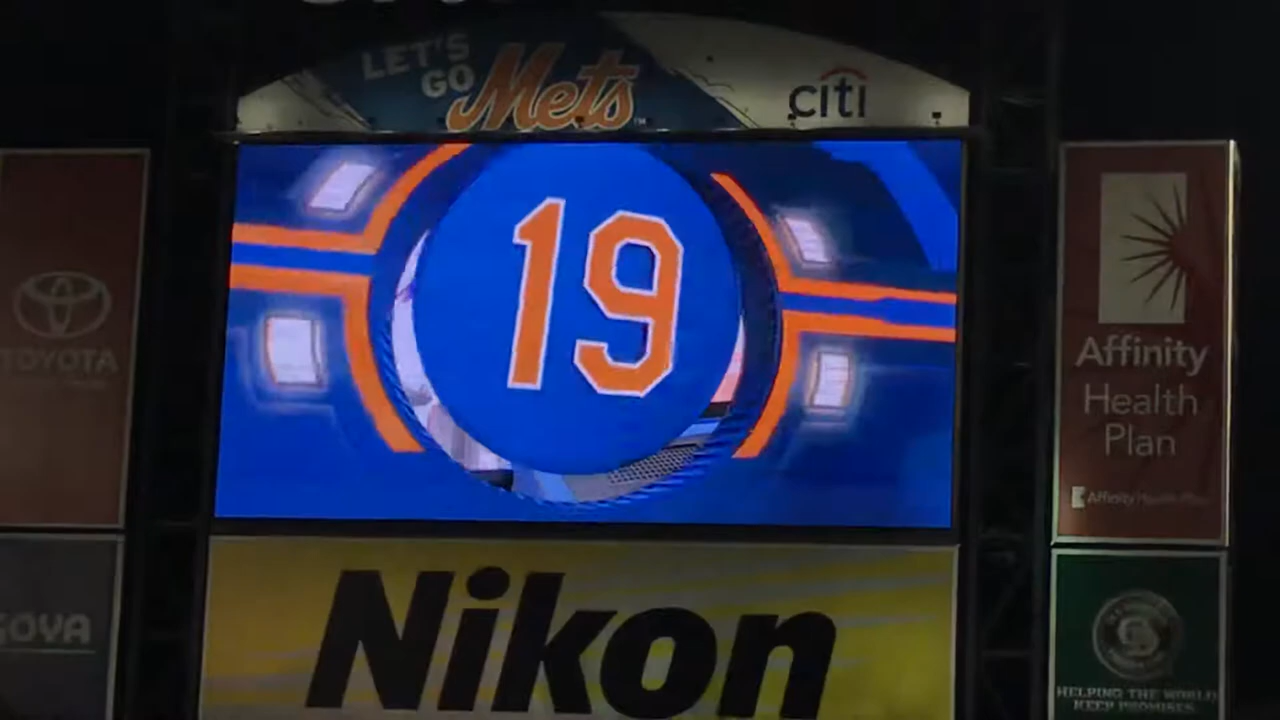 LET'S
GO Mets
citi
19
TOYOTA
GOYA
Nikon
Affinity
Health
Plan
Affinity Health Plan
HELPING THE WORLD
KEEP PROMISES